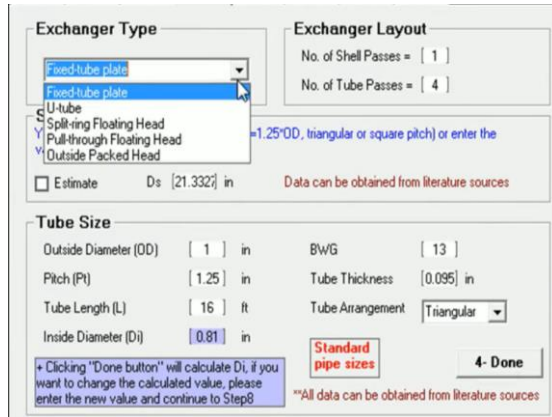 Exchanger Type
Fixed-tube plate
Fixed-tube plate
U-tube
Split-ring Floating Head
Pull-through Floating Head
Outside Packed Head
Exchanger Layout
No. of Shell Passes = [ 1 ]
No. of Tube Passes = [ 4 ]
S
Y =1.25*OD, triangular or square pitch) or enter the
Estimate Ds [21.3327] in Data can be obtained from literature sources
Tube Size
Outside Diameter (OD) [ 1 ] in BWG [ 13 ]
Pitch (Pt) [ 1.25 ] in Tube Thickness [0.095] in
Tube Length (L) [ 16 ] ft Tube Arrangement Triangular
Inside Diameter (Di) [ 0.81 ] in
+ Clicking "Done button" will calculate Di, if you
want to change the calculated value, please
enter the new value and continue to Step8
Standard
pipe sizes
4- Done
**All data can be obtained from literature sources